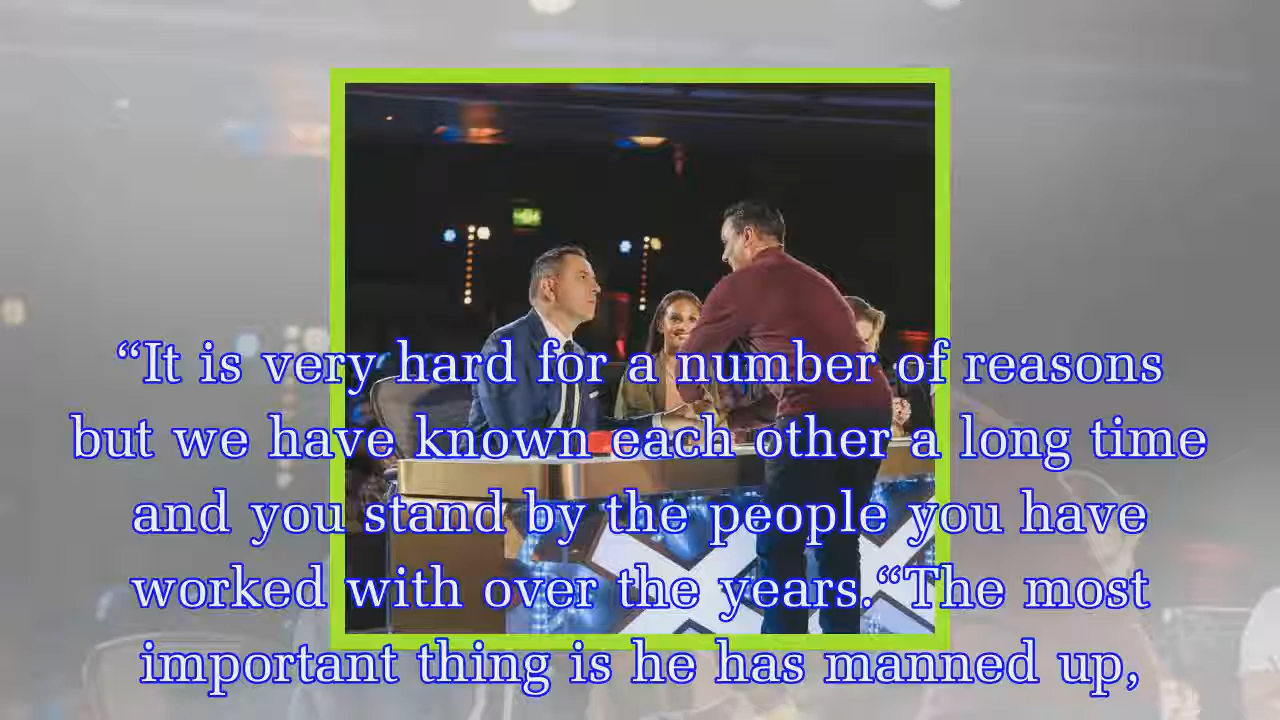 “It is very hard for a number of reasons
but we have known each other a long time
and you stand by the people you have
worked with over the years.“The most
important thing is he has manned up,